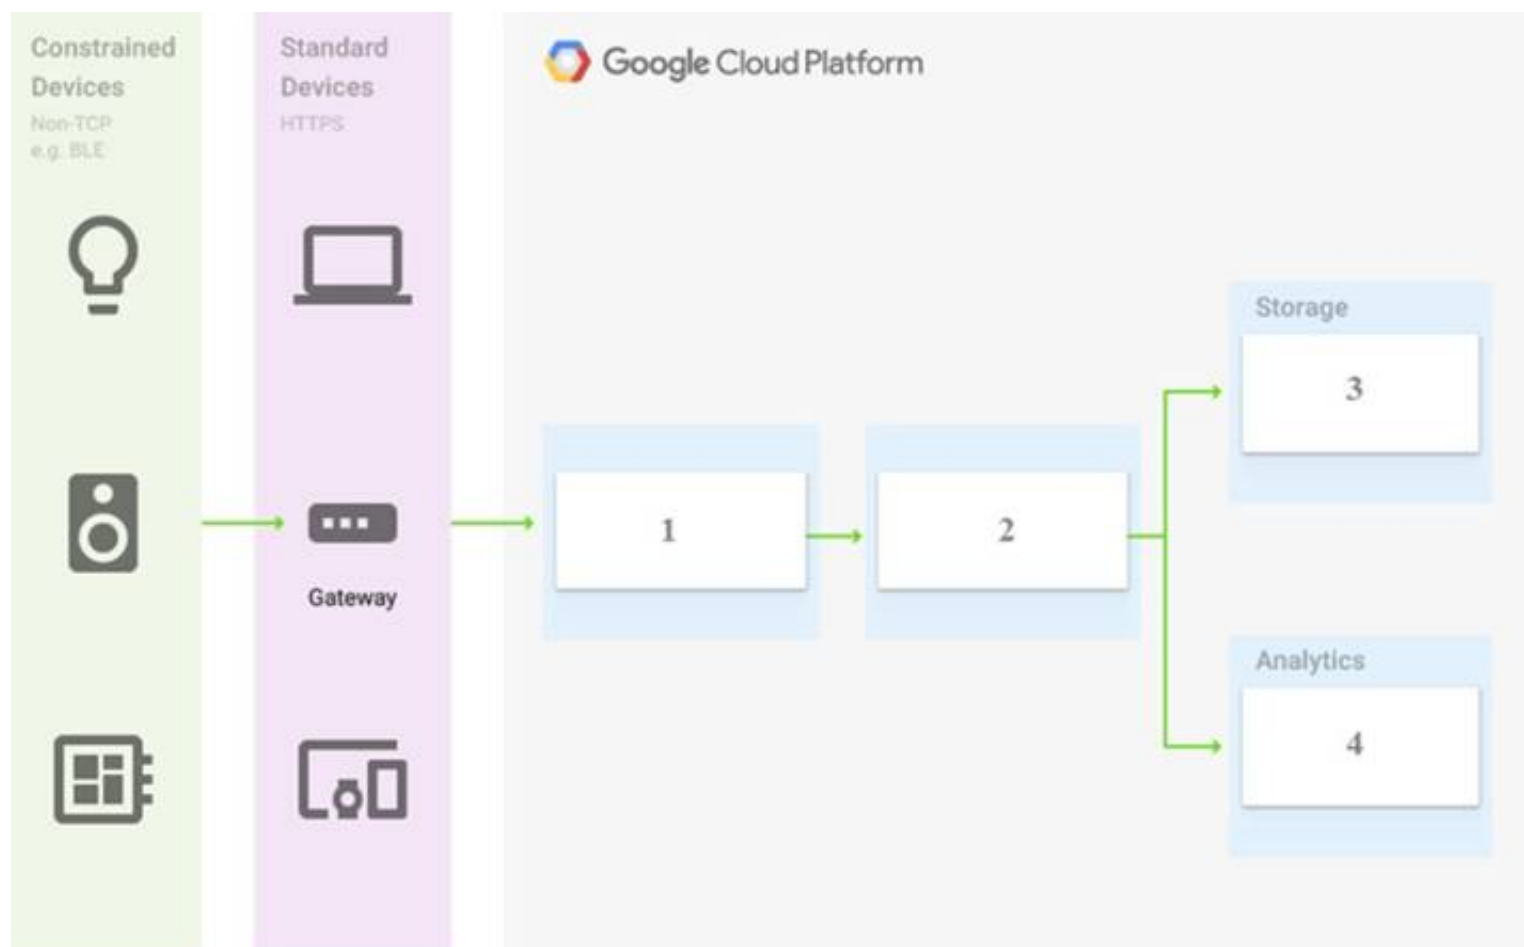 Constrained
Devices
Non-TCP
e.g. BLE
Standard
Devices
HTTPS
Google Cloud Platform
Gateway
1
2
Storage
3
Analytics
4